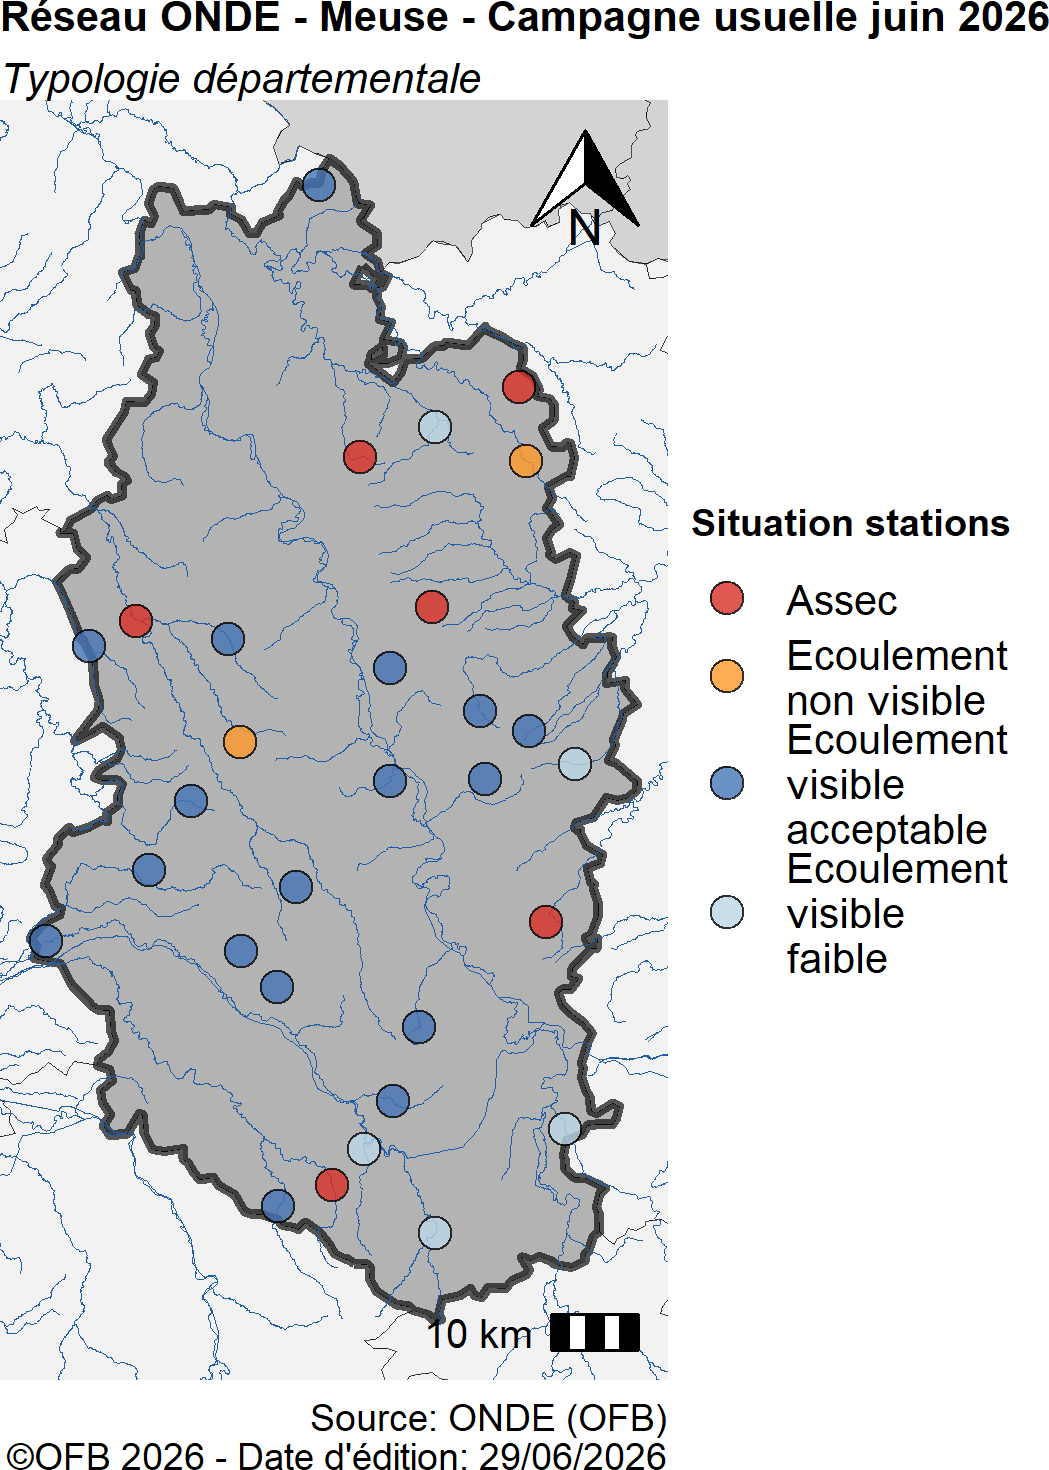 Réseau ONDE - Meuse - Campagne usuelle juin 2026
Typologie départementale
N
Situation stations
Assec
Ecoulement
non visible
Ecoulement
visible
acceptable
Ecoulement
visible
faible
10 km
Source: ONDE (OFB)
©OFB 2026 - Date d'édition: 29/06/2026